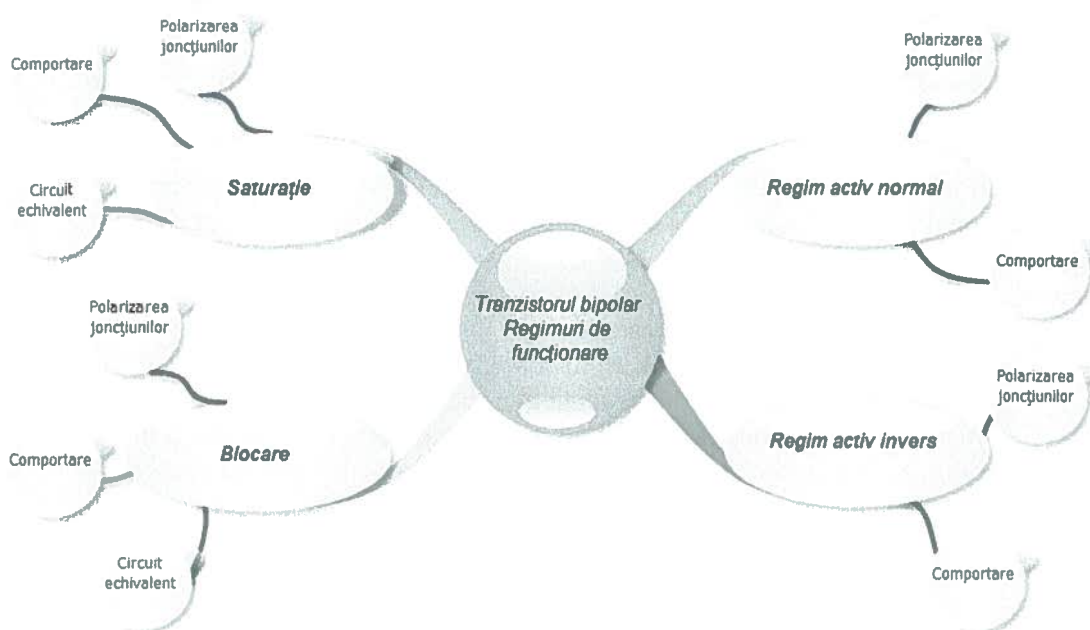 Polarizarea
joncțiunilor
Comportare
Saturație
Circuit
echivalent
Polarizarea
joncțiunilor
Regim activ normal
Comportare
Tranzistorul bipolar
Regimuri de
funcționare
Polarizarea
joncțiunilor
Blocare
Comportare
Circuit
echivalent
Polarizarea
joncțiunilor
Regim activ invers
Comportare